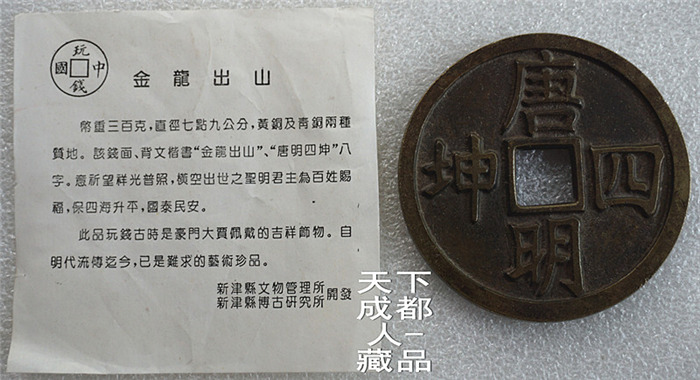 玩
國 中
錢
金龍出山
幣重三百克，直徑七點九公分，黃銅及青銅兩種
質地。該錢面、背文楷書“金龍出山”、“唐明四坤”八
字。意祈望祥光普照，橫空出世之聖明君主為百姓賜
福，保四海升平，國泰民安。
此品玩錢古時是豪門大賈佩戴的吉祥飾物。自
明代流傳迄今，已是難求的藝術珍品。
新津縣文物管理所
新津縣博古研究所 開發
唐
坤 四
明
天下
成都
人-
藏品